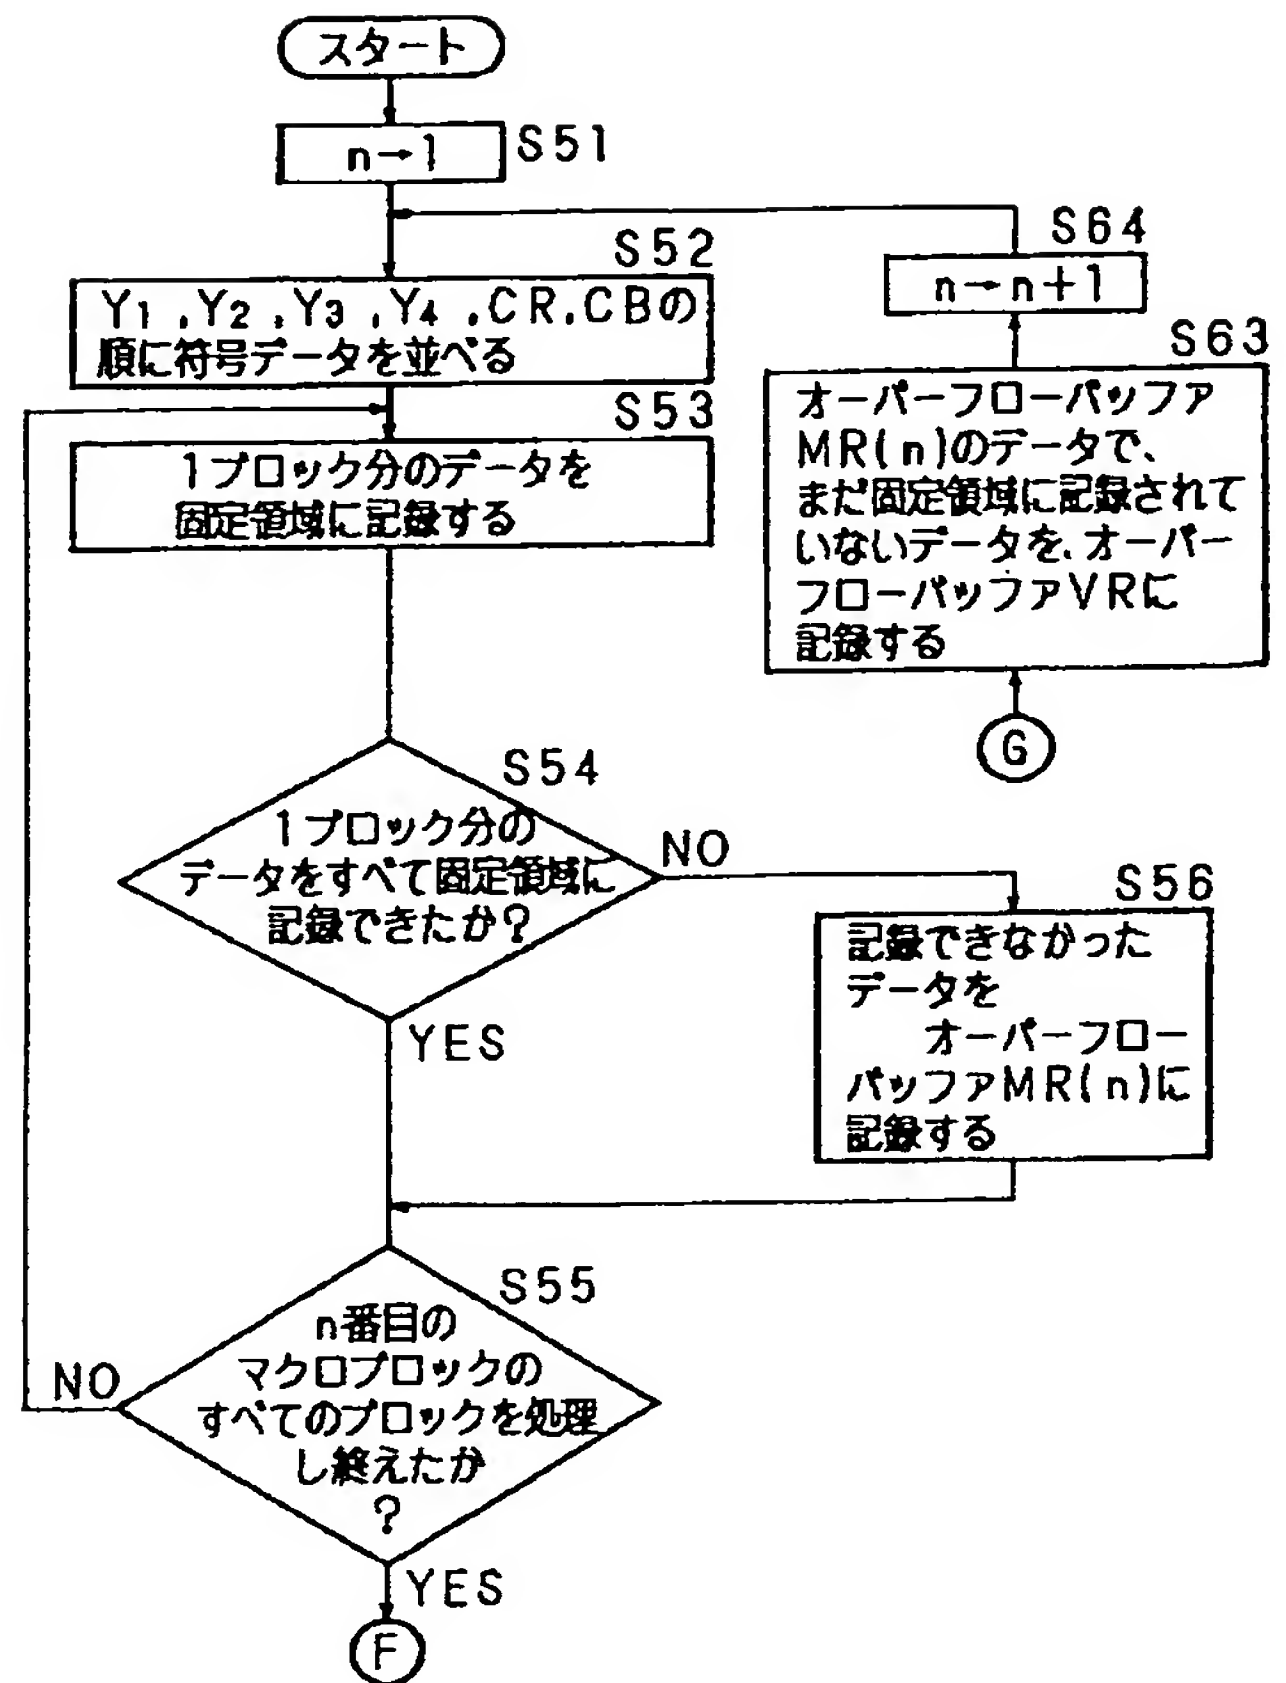 スタート
n→1
S51
S52
Y1,Y2,Y3,Y4,CR,CBの
順に符号データを並べる
S53
1ブロック分のデータを
固定領域に記録する
S54
1ブロック分の
データをすべて固定領域に
記録できたか?
NO
YES
S56
記録できなかった
データを
オーバーフロー
バッファMR(n)に
記録する
S55
n番目の
マクロブロックの
すべてのブロックを処理
し終えたか
?
NO
YES
F
S64
n→n+1
S63
オーバーフローバッファ
MR(n)のデータで、
まだ固定領域に記録されて
いないデータを、オーバー
フローバッファVRに
記録する
G